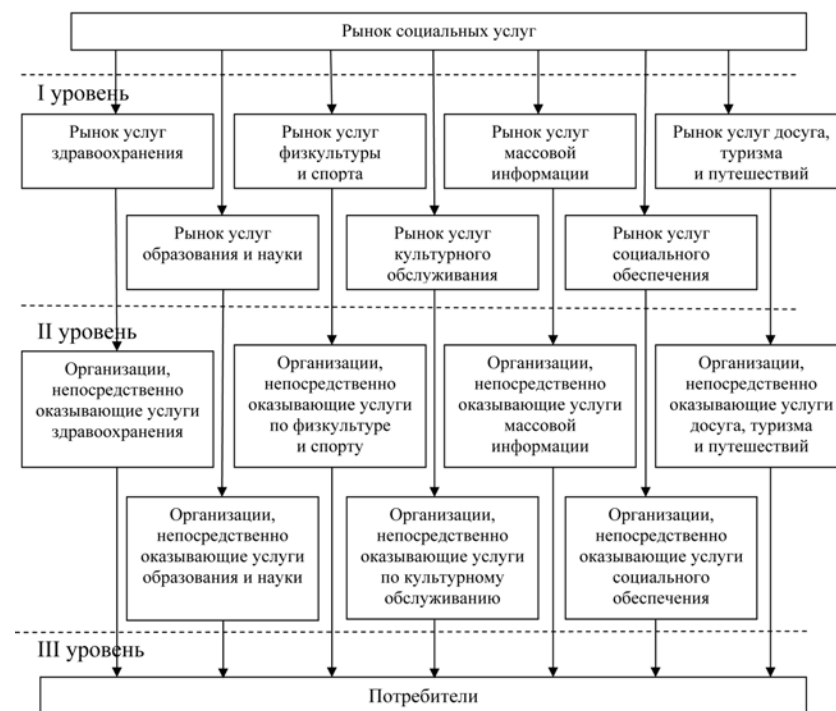 Рынок социальных услуг
I уровень
Рынок услуг
здравоохранения
Рынок услуг
физкультуры
и спорта
Рынок услуг
массовой
информации
Рынок услуг досуга,
туризма
и путешествий
Рынок услуг
образования и науки
Рынок услуг
культурного
обслуживания
Рынок услуг
социального
обеспечения
II уровень
Организации,
непосредственно
оказывающие услуги
здравоохранения
Организации,
непосредственно
оказывающие услуги
по физкультуре
и спорту
Организации,
непосредственно
оказывающие услуги
массовой
информации
Организации,
непосредственно
оказывающие услуги
досуга, туризма
и путешествий
Организации,
непосредственно
оказывающие услуги
образования и науки
Организации,
непосредственно
оказывающие услуги
по культурному
обслуживанию
Организации,
непосредственно
оказывающие услуги
социального
обеспечения
III уровень
Потребители